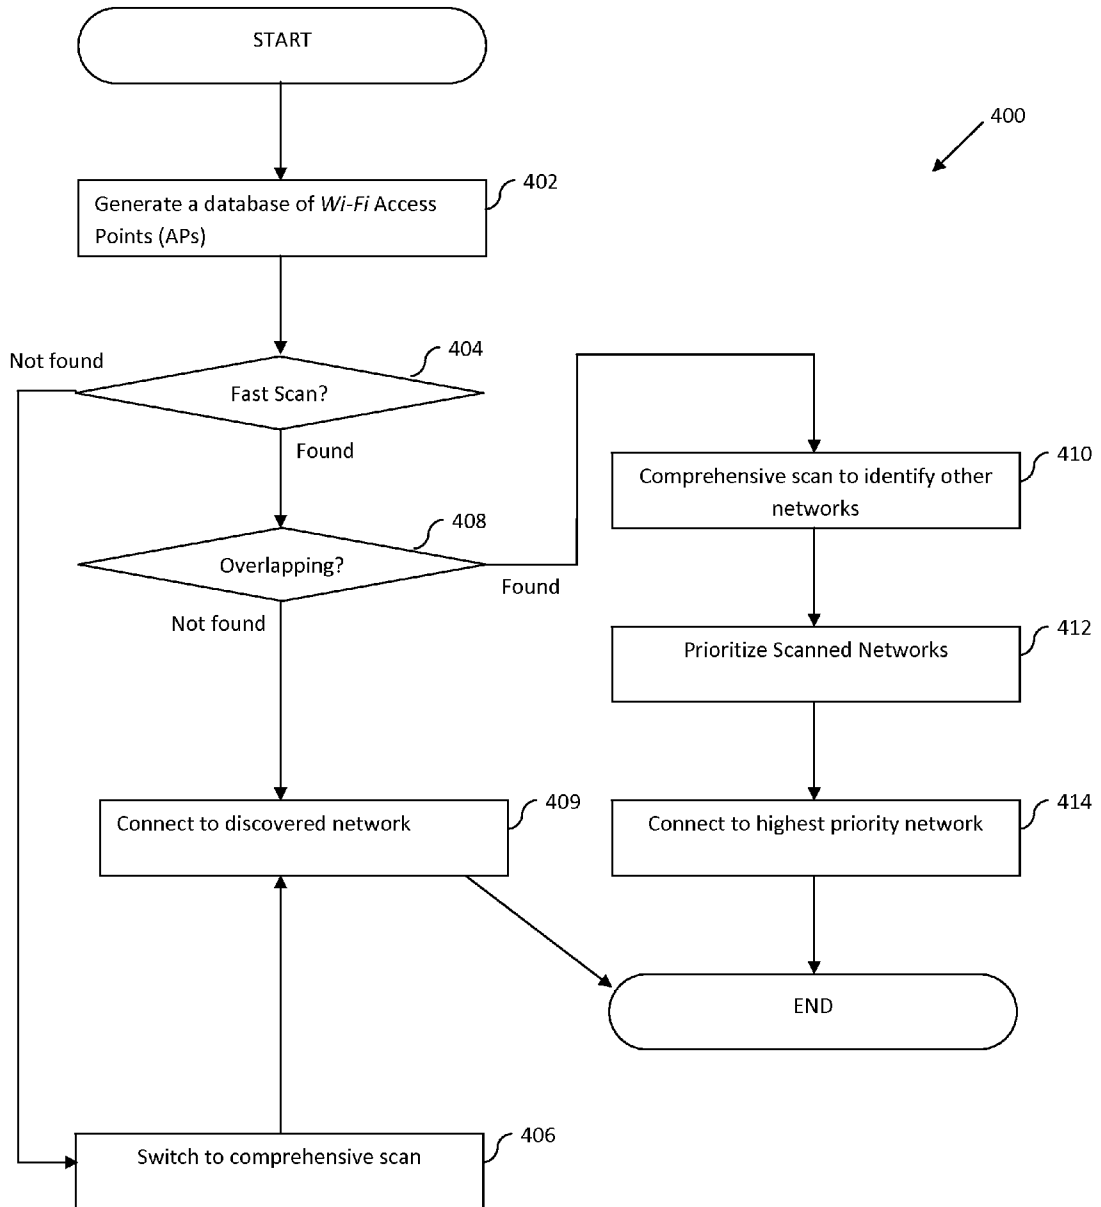 START
400
402
Generate a database of Wi-Fi Access
Points (APs)
Not found
404
Fast Scan?
Found
410
Comprehensive scan to identify other
networks
408
Overlapping?
Found
Not found
412
Prioritize Scanned Networks
409
Connect to discovered network
414
Connect to highest priority network
END
406
Switch to comprehensive scan